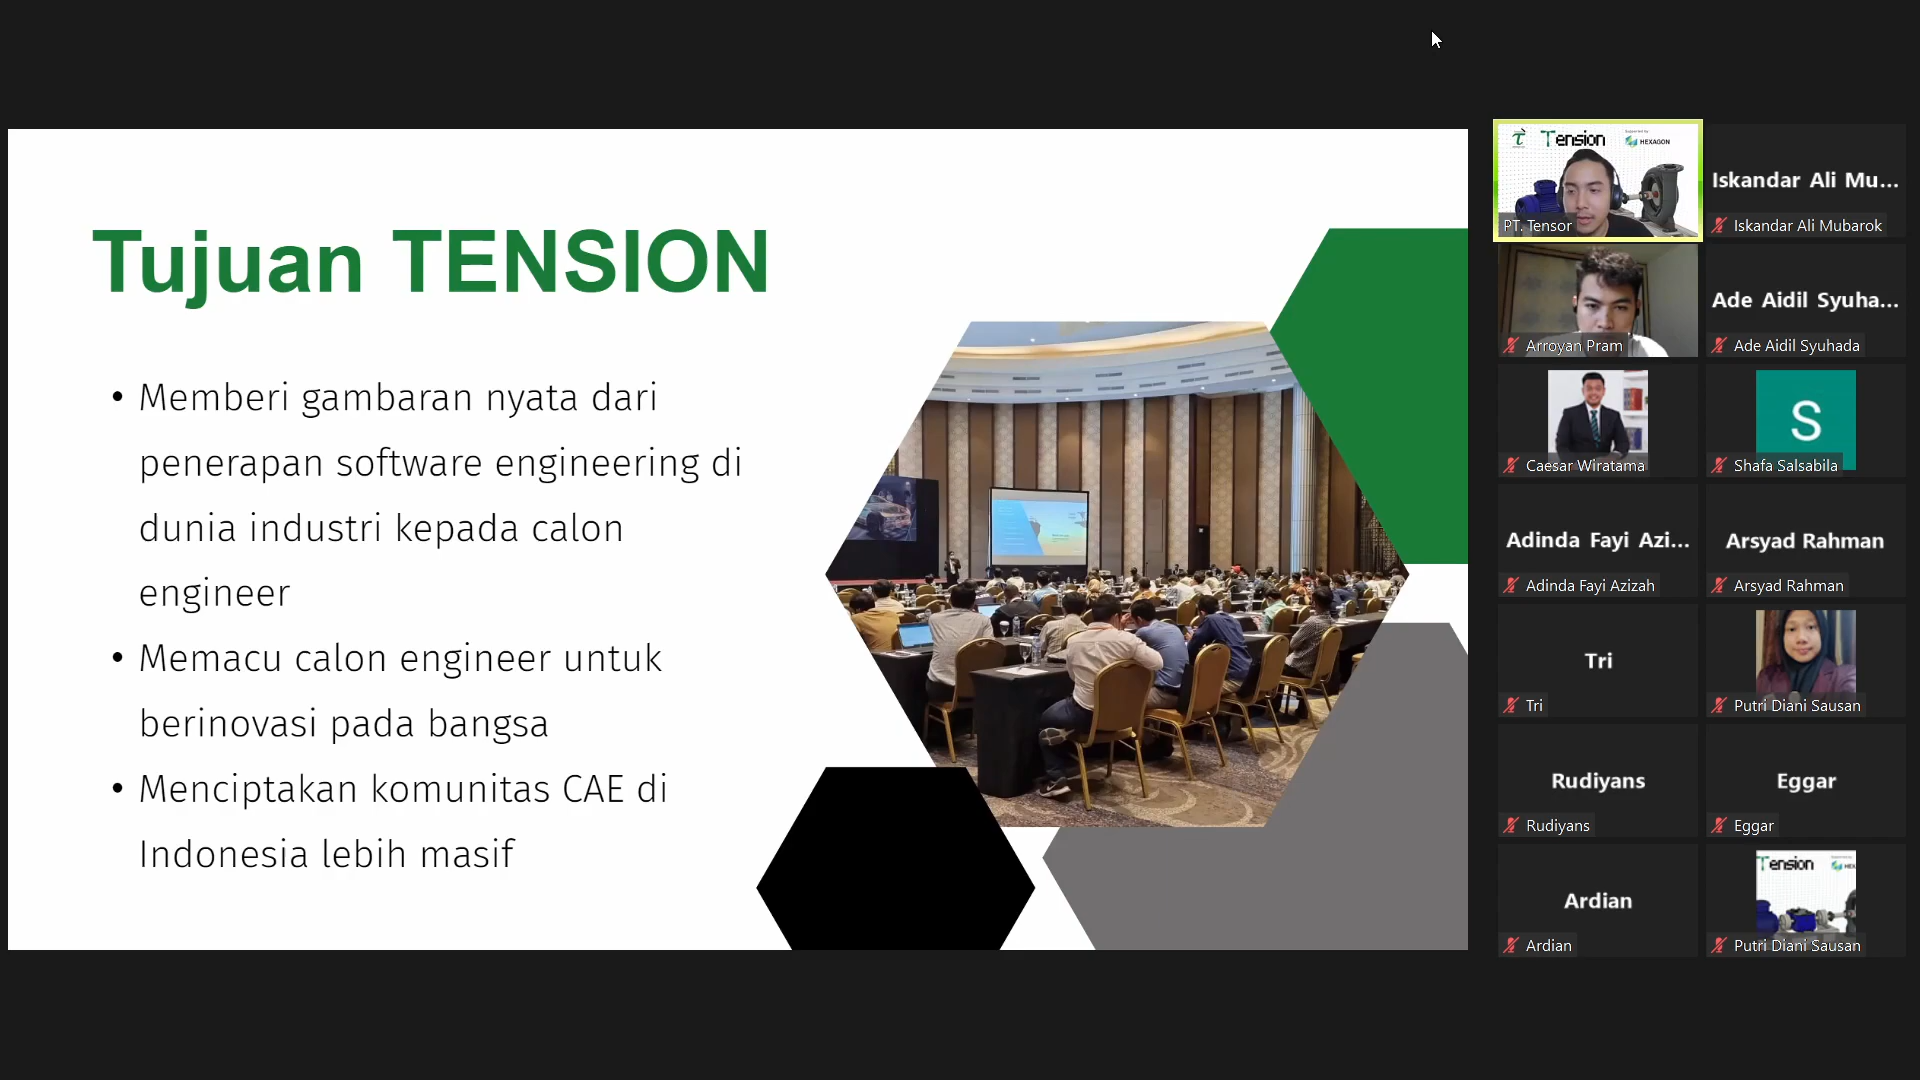 Tujuan TENSION
• Memberi gambaran nyata dari
penerapan software engineering di
dunia industri kepada calon
engineer
• Memacu calon engineer untuk
berinovasi pada bangsa
• Menciptakan komunitas CAE di
Indonesia lebih masif
Tension
HEXAGON
PT. Tensor
Iskandar Ali Mu...
Iskandar Ali Mubarok
Arroyan Pram
Ade Aidil Syuha...
Ade Aidil Syuhada
Caesar Wiratama
S
Shafa Salsabila
Adinda Fayi Azi...
Adinda Fayi Azizah
Arsyad Rahman
Arsyad Rahman
Tri
Tri
Putri Diani Sausan
Rudiyans
Rudiyans
Eggar
Eggar
Ardian
Ardian
Tension
HEX
Putri Diani Sausan